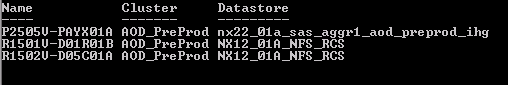 Name            Cluster     Datastore
----            -------     ---------
P2505V-PAYX01A  AOD_PreProd nx22_01a_sas_aggr1_aod_preprod_ihg
R1501V-D01R01B  AOD_PreProd NX12_01A_NFS_RCS
R1502V-D05C01A  AOD_PreProd NX12_01A_NFS_RCS